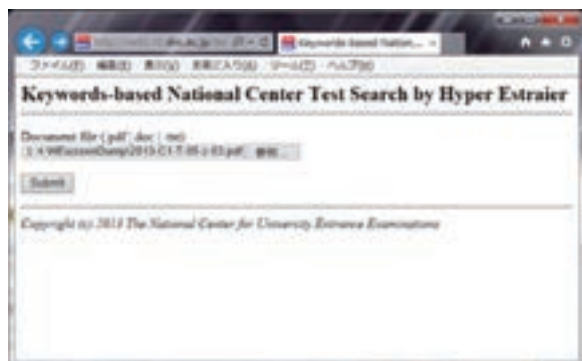 Keywords-based Nation...
ファイル(F) 編集(E) 表示(V) お気に入り(A) ツール(T) ヘルプ(H)
Keywords-based National Center Test Search by Hyper Estraier
Document file (.pdf, .doc, .txt)
参照...
Submit
Copyright (c) 2013 The National Center for University Entrance Examinations